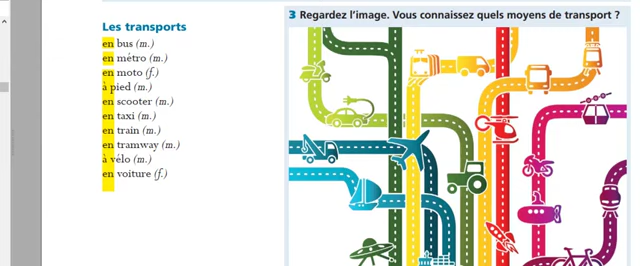 Les transports
en bus (m.)
en métro (m.)
en moto (f.)
à pied (m.)
en scooter (m.)
en taxi (m.)
en train (m.)
en tramway (m.)
à vélo (m.)
en voiture (f.)
3 Regardez l'image. Vous connaissez quels moyens de transport ?